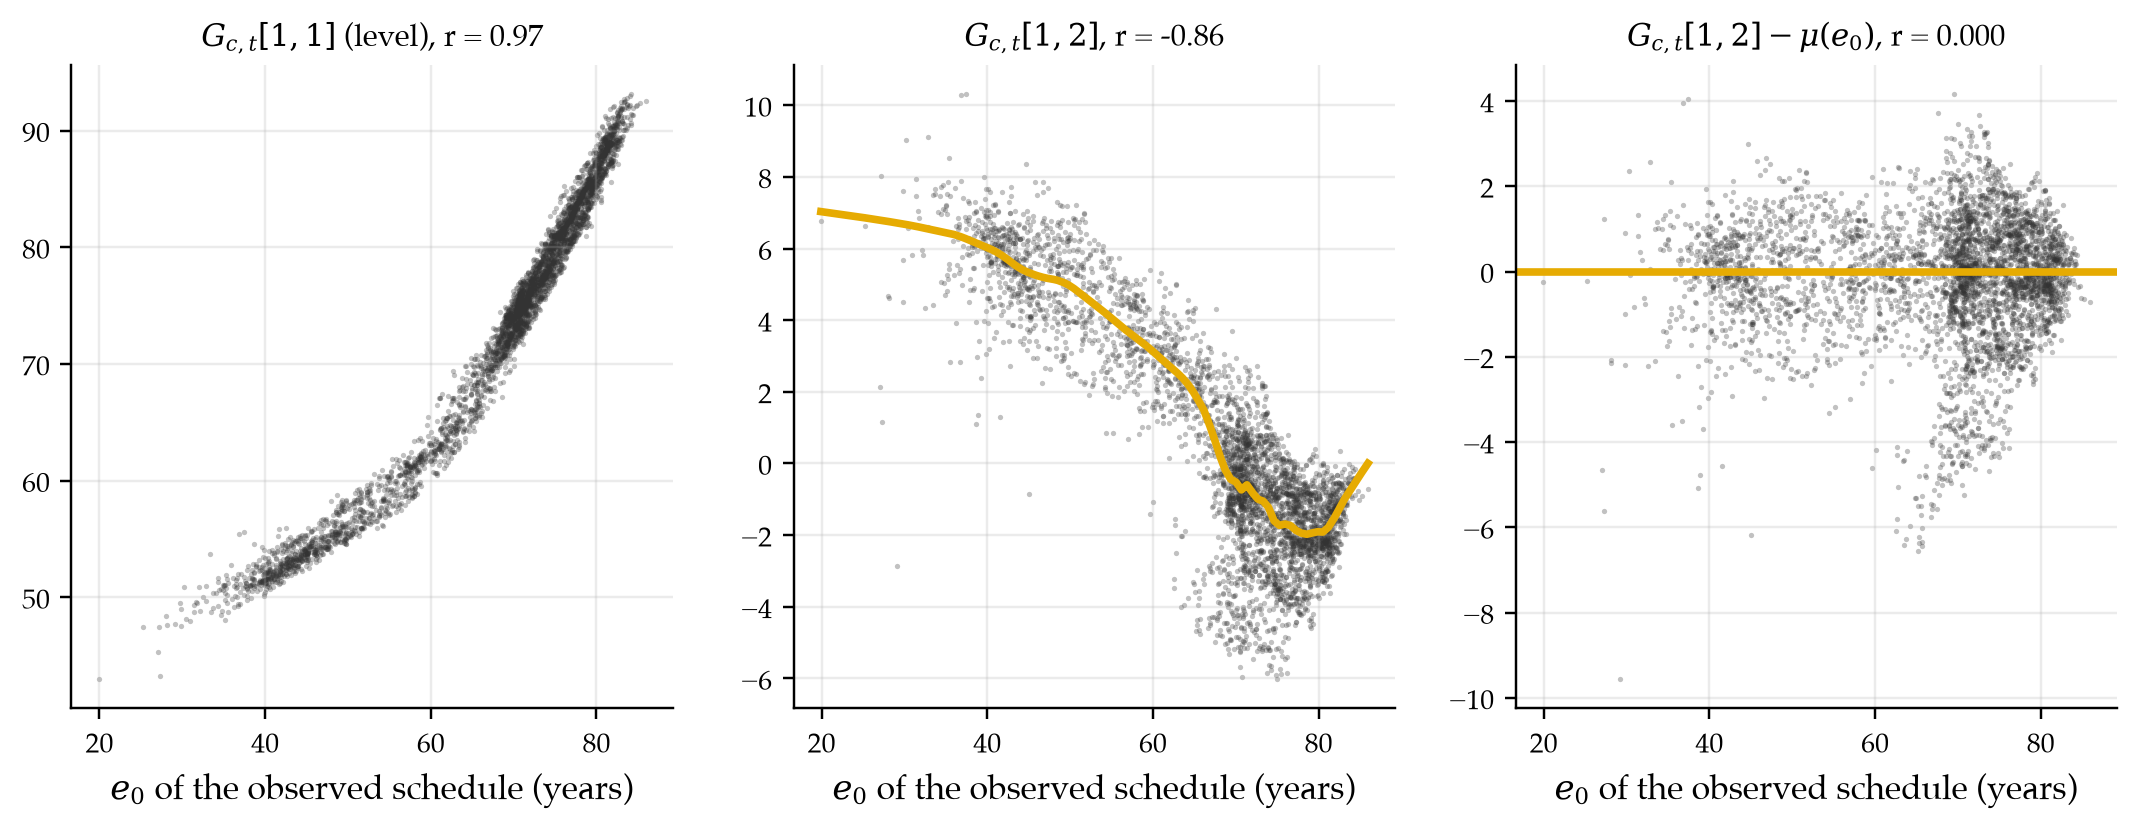 G_{c,t}[1,1] (level), r = 0.97
90
80
70
60
50
20 40 60 80
e_0 of the observed schedule (years)
G_{c,t}[1,2], r = -0.86
10
8
6
4
2
0
−2
−4
−6
20 40 60 80
e_0 of the observed schedule (years)
G_{c,t}[1,2] − μ(e_0), r = 0.000
4
2
0
−2
−4
−6
−8
−10
20 40 60 80
e_0 of the observed schedule (years)